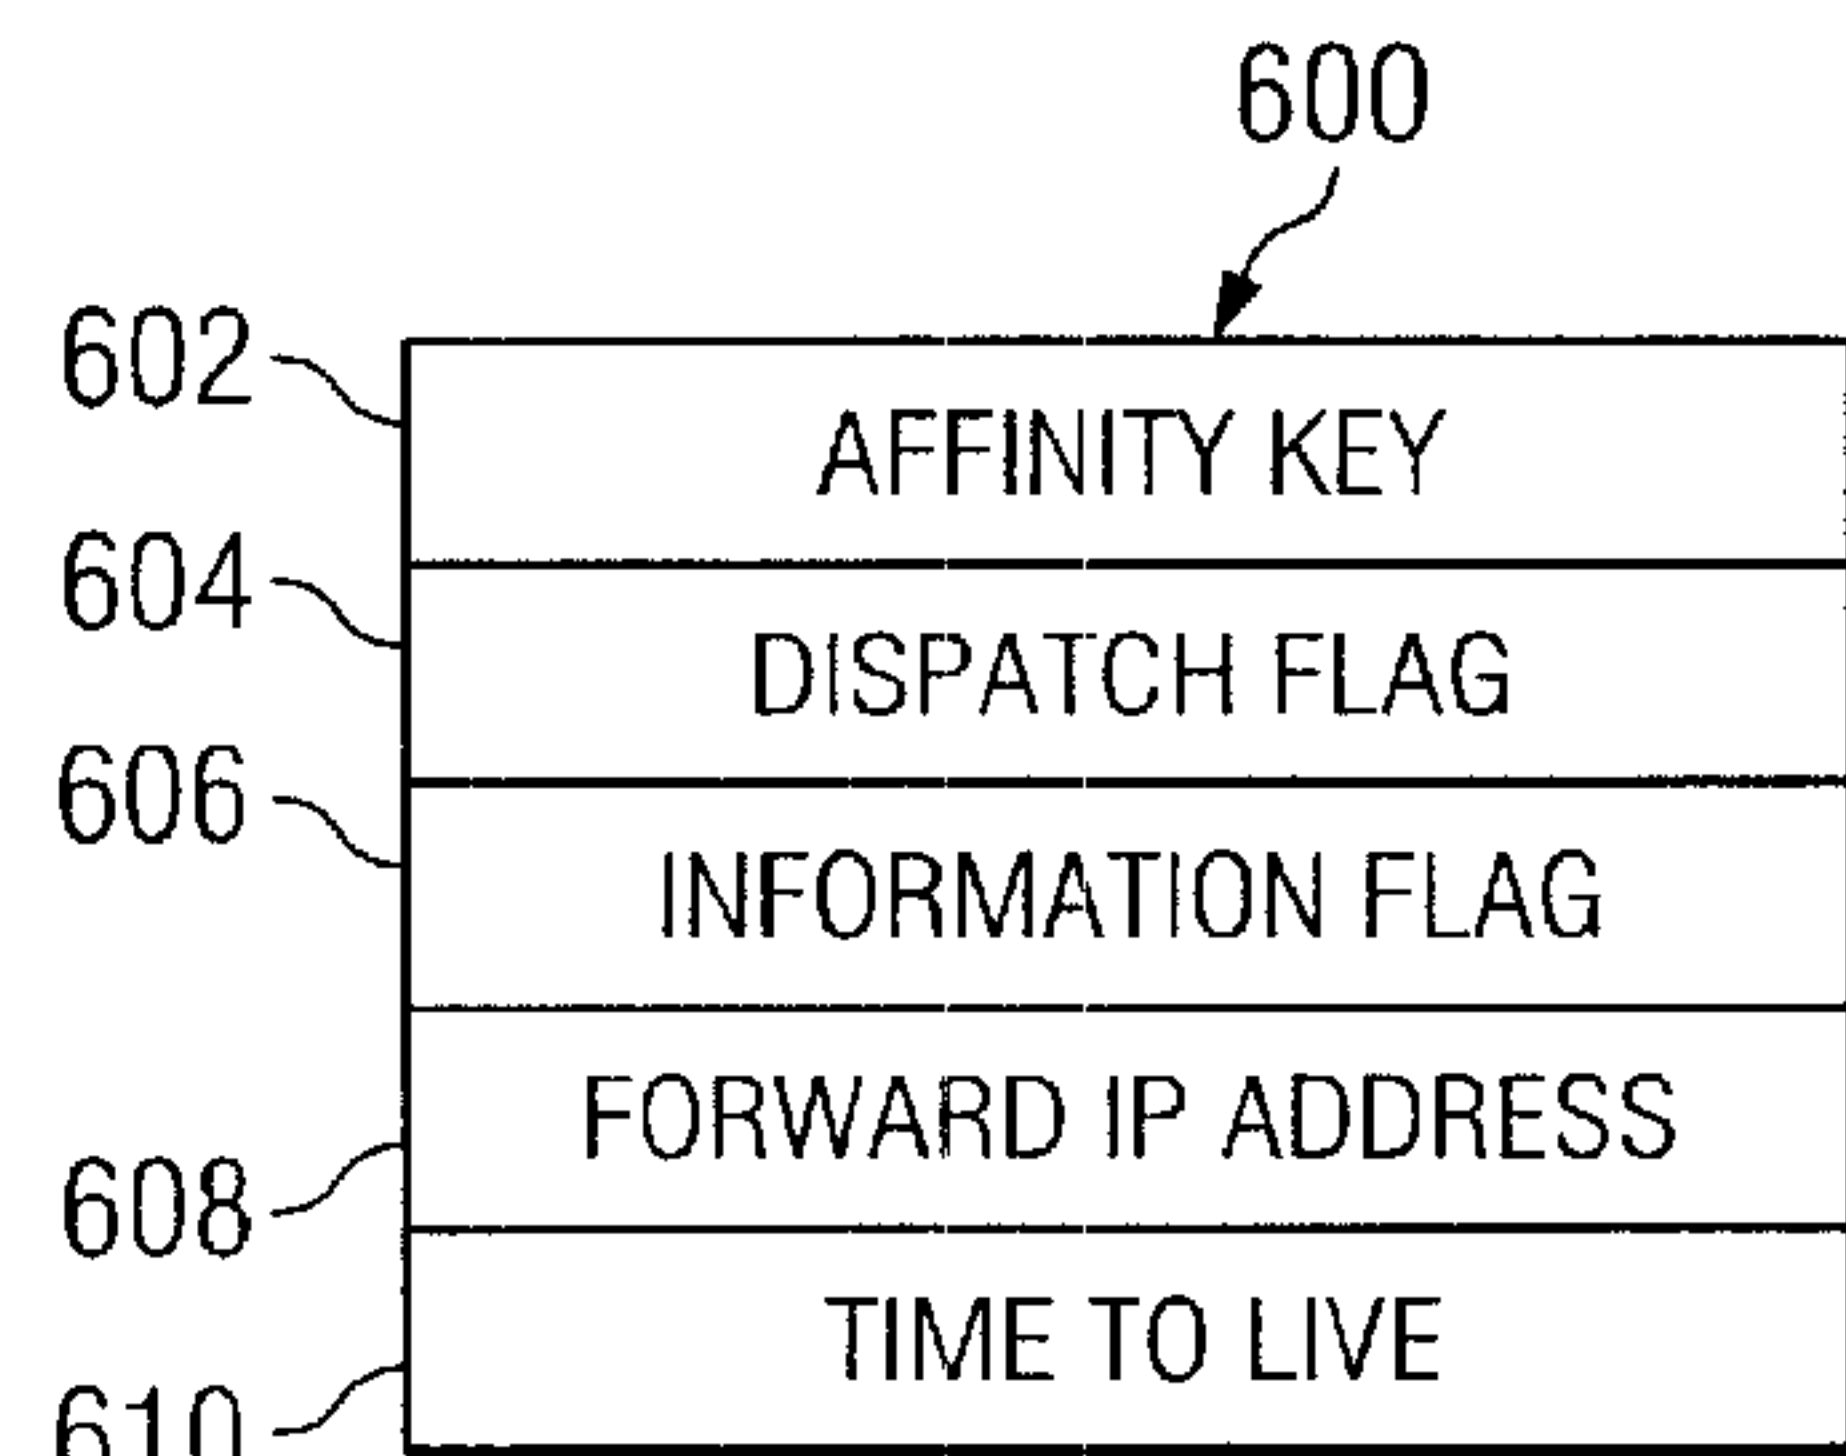 600
602
AFFINITY KEY
604
DISPATCH FLAG
606
INFORMATION FLAG
FORWARD IP ADDRESS
608
TIME TO LIVE
610